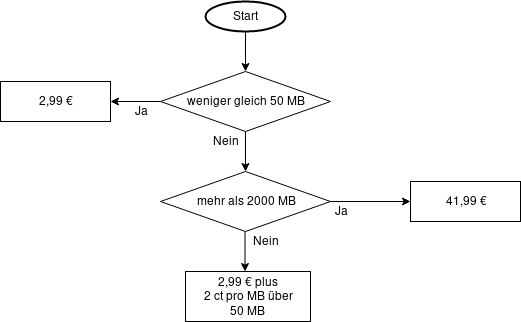 Start
weniger gleich 50 MB
2,99 €
Ja
Nein
mehr als 2000 MB
41,99 €
Ja
Nein
2,99 € plus
2 ct pro MB über
50 MB